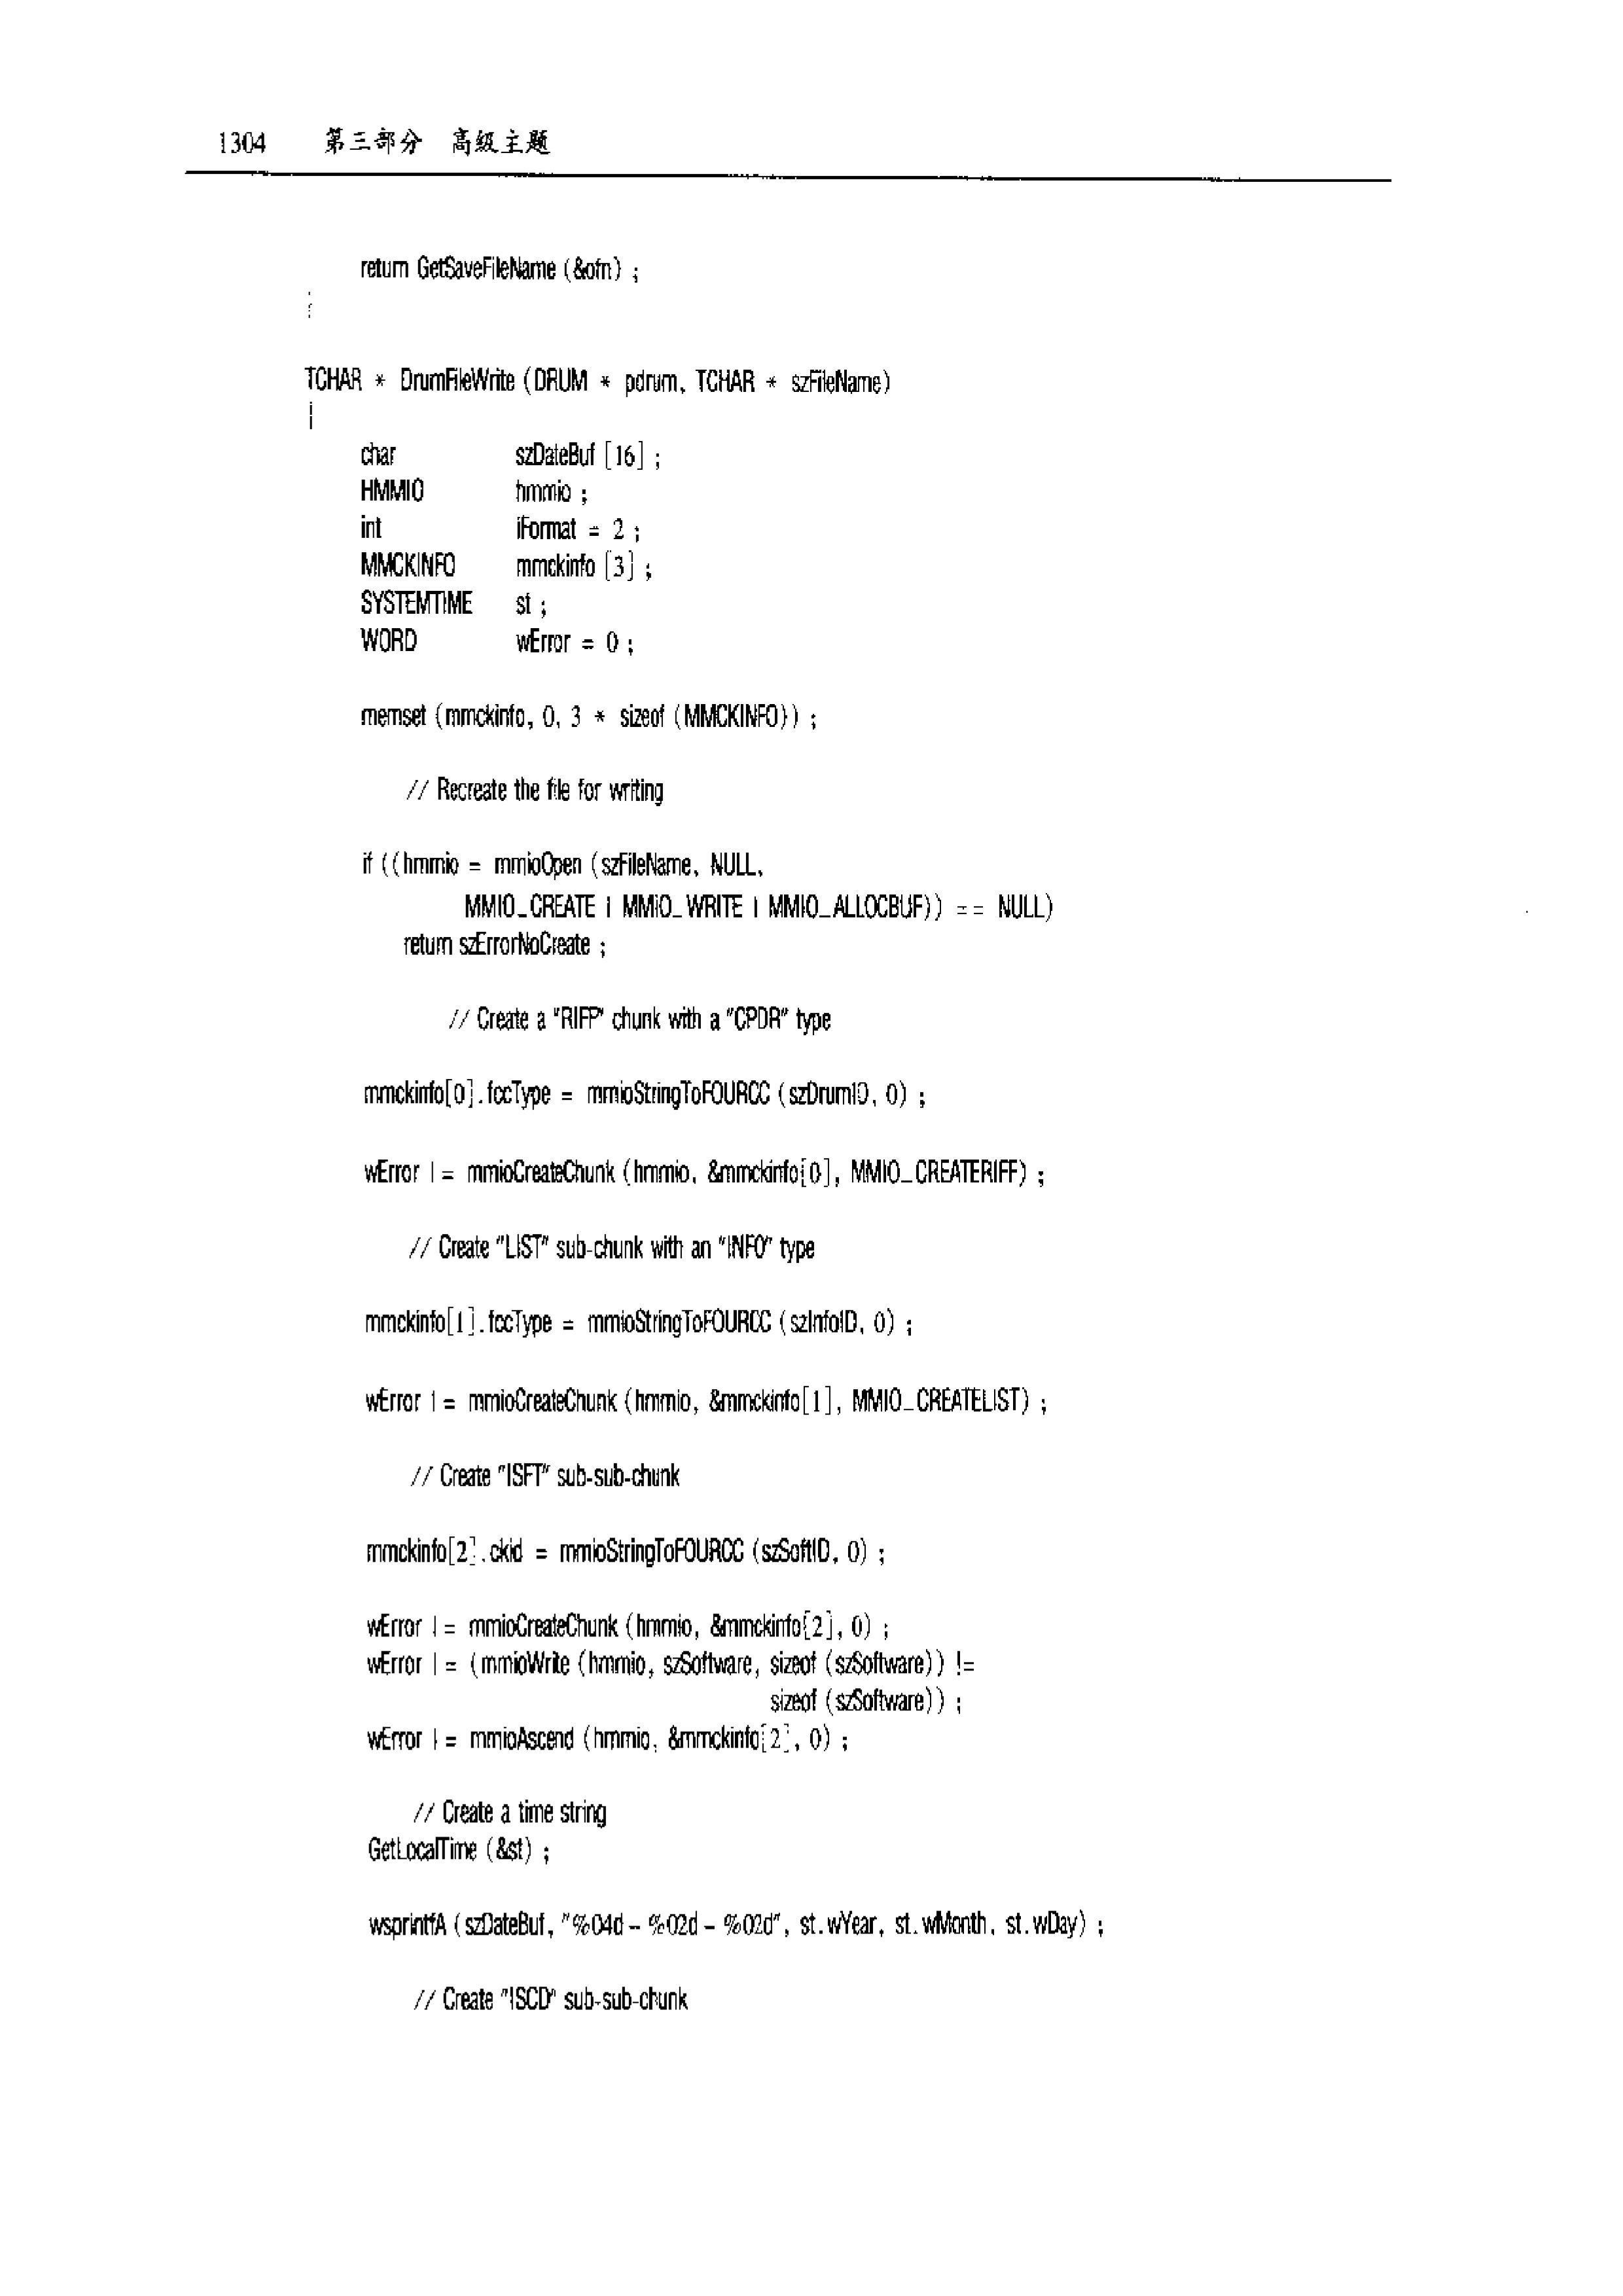 1304 第三部分 高级主题
return GetSaveFileName (&ofn) ;
}
TCHAR * DrumFileWrite (DRUM * pdrum, TCHAR * szFileName)
{
char szDateBuf [16] ;
HMMIO hmmio ;
int iFormat = 2 ;
MMCKINFO mmckinfo [3] ;
SYSTEMTIME st ;
WORD wError = 0 ;
memset (mmckinfo, 0, 3 * sizeof (MMCKINFO)) ;
// Recreate the file for writing
if ((hmmio = mmioOpen (szFileName, NULL,
MMIO_CREATE | MMIO_WRITE | MMIO_ALLOCBUF)) == NULL)
return szErrorNoCreate ;
// Create a "RIFF" chunk with a "CPDR" type
mmckinfo[0].fccType = mmioStringToFOURCC (szDrumID, 0) ;
wError |= mmioCreateChunk (hmmio, &mmckinfo[0], MMIO_CREATERIFF) ;
// Create "LIST" sub-chunk with an "INFO" type
mmckinfo[1].fccType = mmioStringToFOURCC (szInfoID, 0) ;
wError |= mmioCreateChunk (hmmio, &mmckinfo[1], MMIO_CREATELIST) ;
// Create "ISFT" sub-sub-chunk
mmckinfo[2].ckid = mmioStringToFOURCC (szSoftID, 0) ;
wError |= mmioCreateChunk (hmmio, &mmckinfo[2], 0) ;
wError |= (mmioWrite (hmmio, szSoftware, sizeof (szSoftware)) !=
sizeof (szSoftware)) ;
wError |= mmioAscend (hmmio, &mmckinfo[2], 0) ;
// Create a time string
GetLocalTime (&st) ;
wsprintfA (szDateBuf, "%04d - %02d - %02d", st.wYear, st.wMonth, st.wDay) ;
// Create "ISCD" sub-sub-chunk